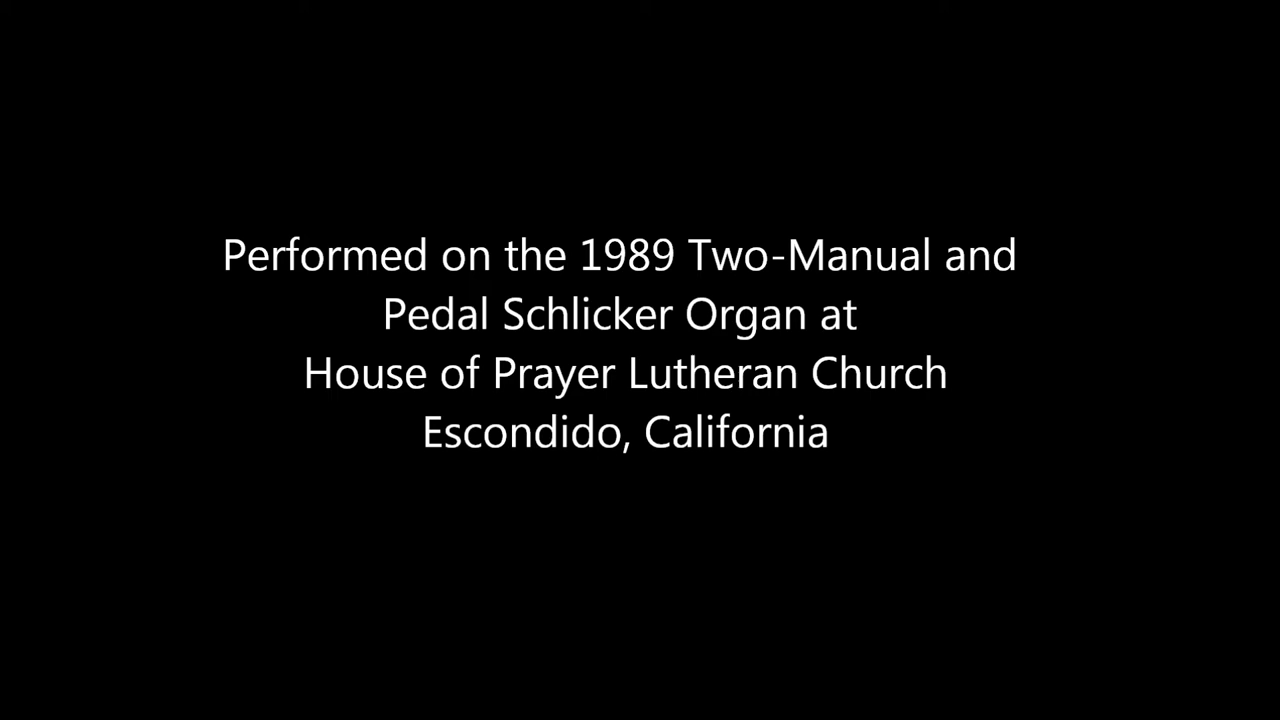 Performed on the 1989 Two-Manual and
Pedal Schlicker Organ at
House of Prayer Lutheran Church
Escondido, California